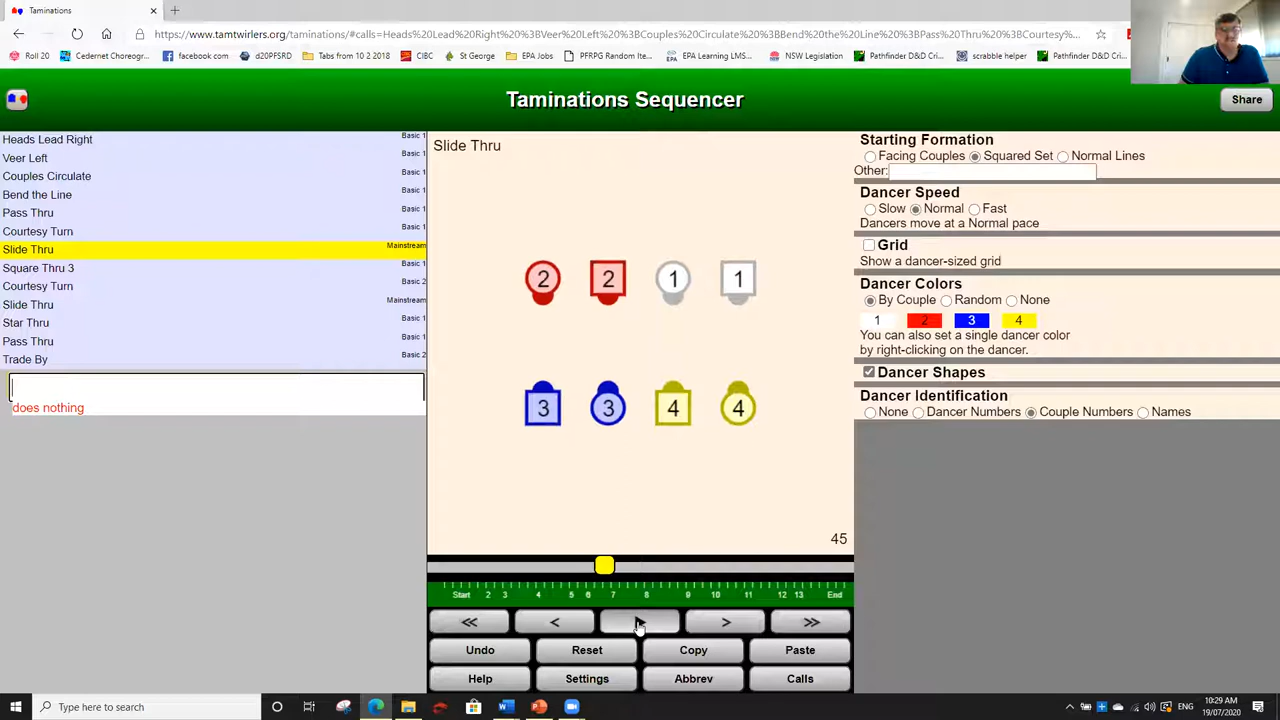 Taminations
https://www.tamtwirlers.org/taminations/#calls=Heads%20Lead%20Right%20%3BVeer%20Left%20%3BCouples%20Circulate%20%3BBend%20the%20Line%20%3BPass%20Thru%20%3BCourtesy%...
Roll 20
Cedernet Choreogr...
facebook.com
d20PFSRD
Tabs from 10 2 2018
CIBC
St George
EPA Jobs
PFRPG Random Ite...
EPA Learning LMS...
NSW Legislation
Pathfinder D&D Cri...
scrabble helper
Pathfinder D&D Cri...
Taminations Sequencer
Share
Heads Lead Right Basic 1
Veer Left Basic 1
Couples Circulate Basic 1
Bend the Line Basic 1
Pass Thru Basic 1
Courtesy Turn Basic 1
Slide Thru Mainstream
Square Thru 3 Basic 1
Courtesy Turn Basic 2
Slide Thru Mainstream
Star Thru Basic 1
Pass Thru Basic 1
Trade By Basic 2
does nothing
Slide Thru
2 2 1 1
3 3 4 4
45
Start 2 3 4 5 6 7 8 9 10 11 12 13 End
<< < > >>
Undo Reset Copy Paste
Help Settings Abbrev Calls
Starting Formation
Facing Couples Squared Set Normal Lines
Other:
Dancer Speed
Slow Normal Fast
Dancers move at a Normal pace
Grid
Show a dancer-sized grid
Dancer Colors
By Couple Random None
1 2 3 4
You can also set a single dancer color
by right-clicking on the dancer.
Dancer Shapes
Dancer Identification
None Dancer Numbers Couple Numbers Names
Type here to search
ENG
10:29 AM
19/07/2020